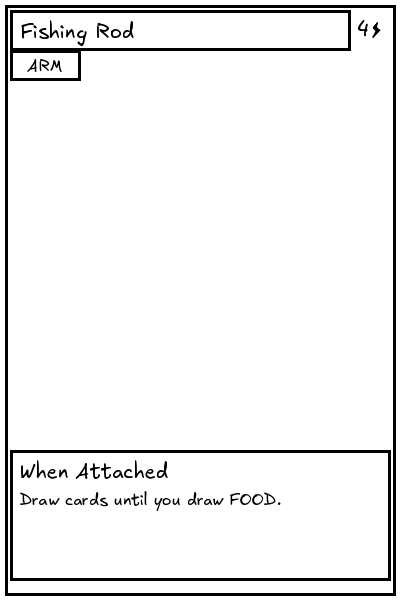 Fishing Rod
4⚡
ARM
When Attached
Draw cards until you draw FOOD.